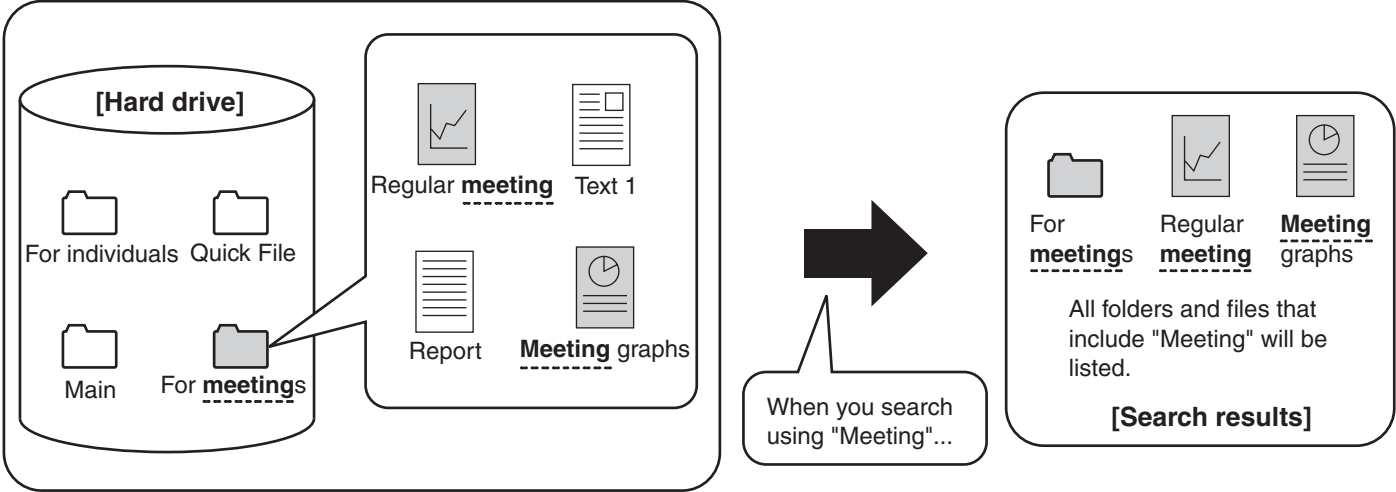 [Hard drive]
For individuals
Quick File
Main
For meetings
Regular meeting
Text 1
Report
Meeting graphs
When you search
using "Meeting"...
For
meetings
Regular
meeting
Meeting
graphs
All folders and files that
include "Meeting" will be
listed.
[Search results]